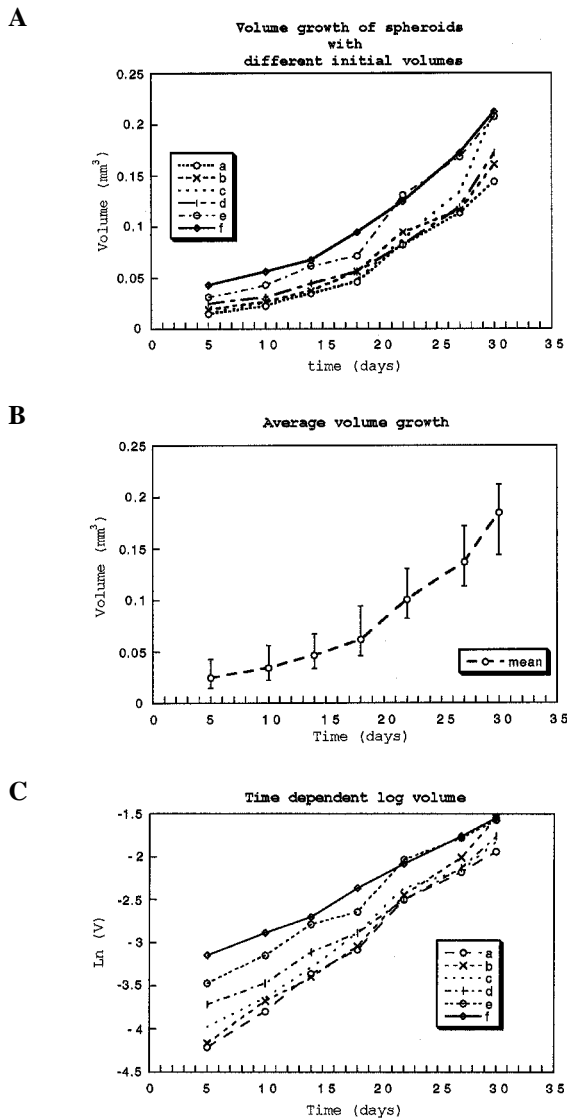 A
Volume growth of spheroids
with
different initial volumes
0.25
0.2
0.15
0.1
0.05
0
Volume (mm³)
a
b
c
d
e
f
0 5 10 15 20 25 30 35
time (days)
B
Average volume growth
0.25
0.2
0.15
0.1
0.05
0
Volume (mm³)
mean
0 5 10 15 20 25 30 35
Time (days)
C
Time dependent log volume
-1.5
-2
-2.5
-3
-3.5
-4
-4.5
Ln (V)
a
b
c
d
e
f
0 5 10 15 20 25 30 35
Time (days)